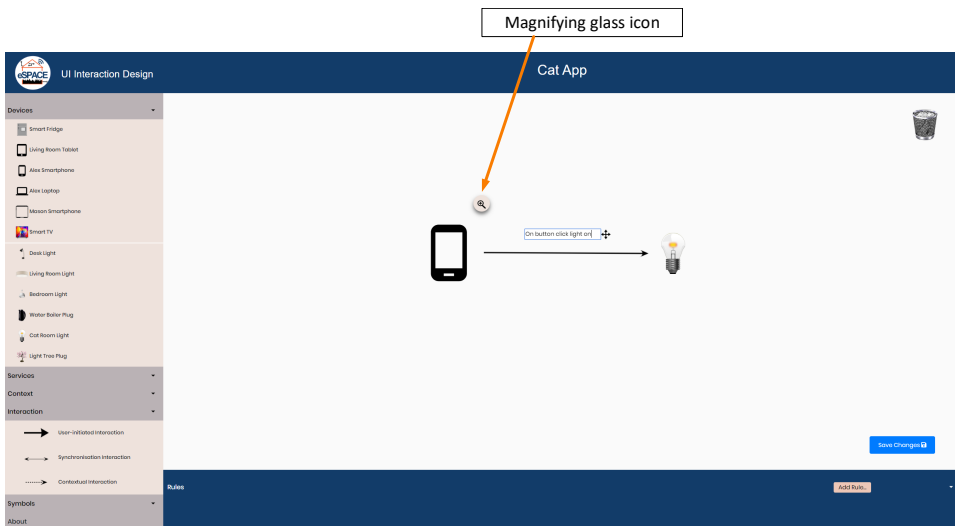 Magnifying glass icon
eSPACE
UI Interaction Design
Cat App
Devices
Smart Fridge
Living Room Tablet
Alex Smartphone
Alex Laptop
Mason Smartphone
Smart TV
Desk Light
Living Room Light
Bedroom Light
Water Boiler Plug
Cat Room Light
Light Tree Plug
Services
Context
Interaction
User-initiated Interaction
Synchronisation Interaction
Contextual Interaction
Symbols
About
On button click light on
Save Changes
Rules
Add Rule..